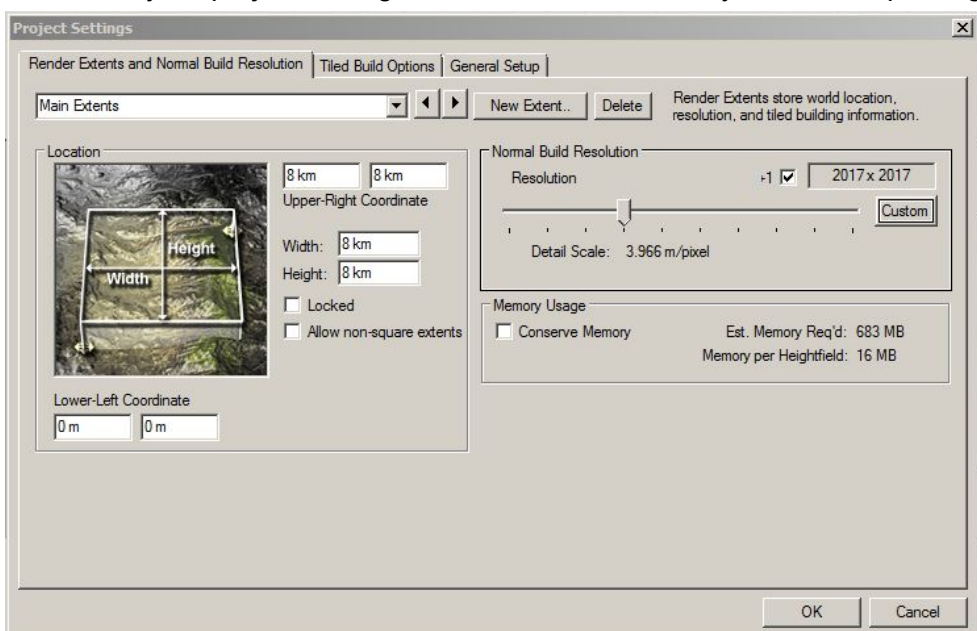 Project Settings
Render Extents and Normal Build Resolution
Tiled Build Options
General Setup
Main Extents
New Extent..
Delete
Render Extents store world location,
resolution, and tiled building information.
Location
8 km 8 km
Upper-Right Coordinate
Width: 8 km
Height: 8 km
Locked
Allow non-square extents
Height
Width
Lower-Left Coordinate
0 m 0 m
Normal Build Resolution
Resolution
+1
2017 x 2017
Custom
Detail Scale: 3.966 m/pixel
Memory Usage
Conserve Memory
Est. Memory Req'd: 683 MB
Memory per Heightfield: 16 MB
OK
Cancel